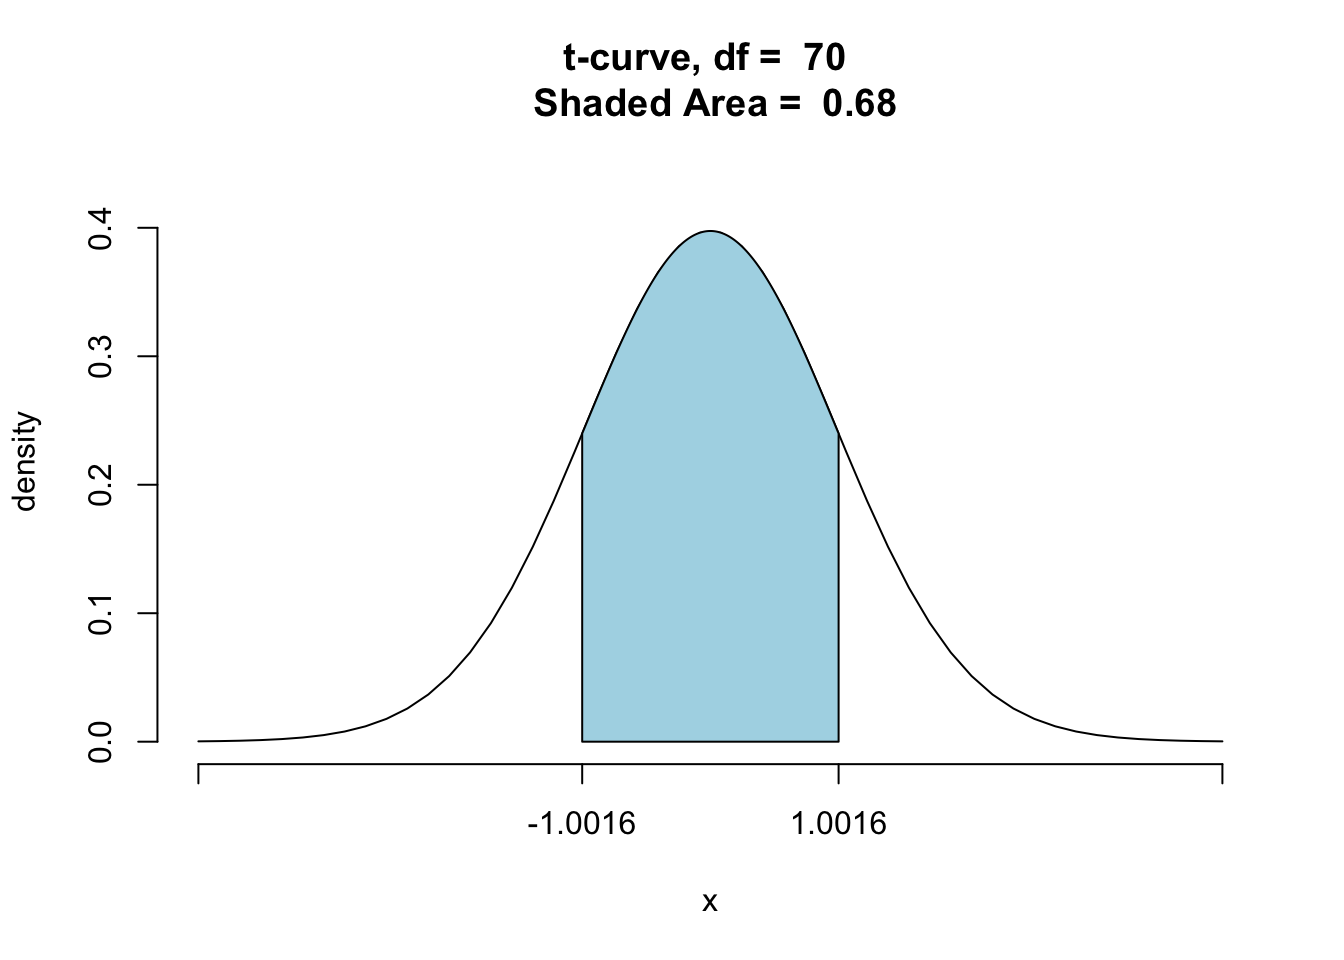 t-curve, df = 70
Shaded Area = 0.68
0.4
0.3
0.2
0.1
0.0
density
-1.0016 1.0016
x